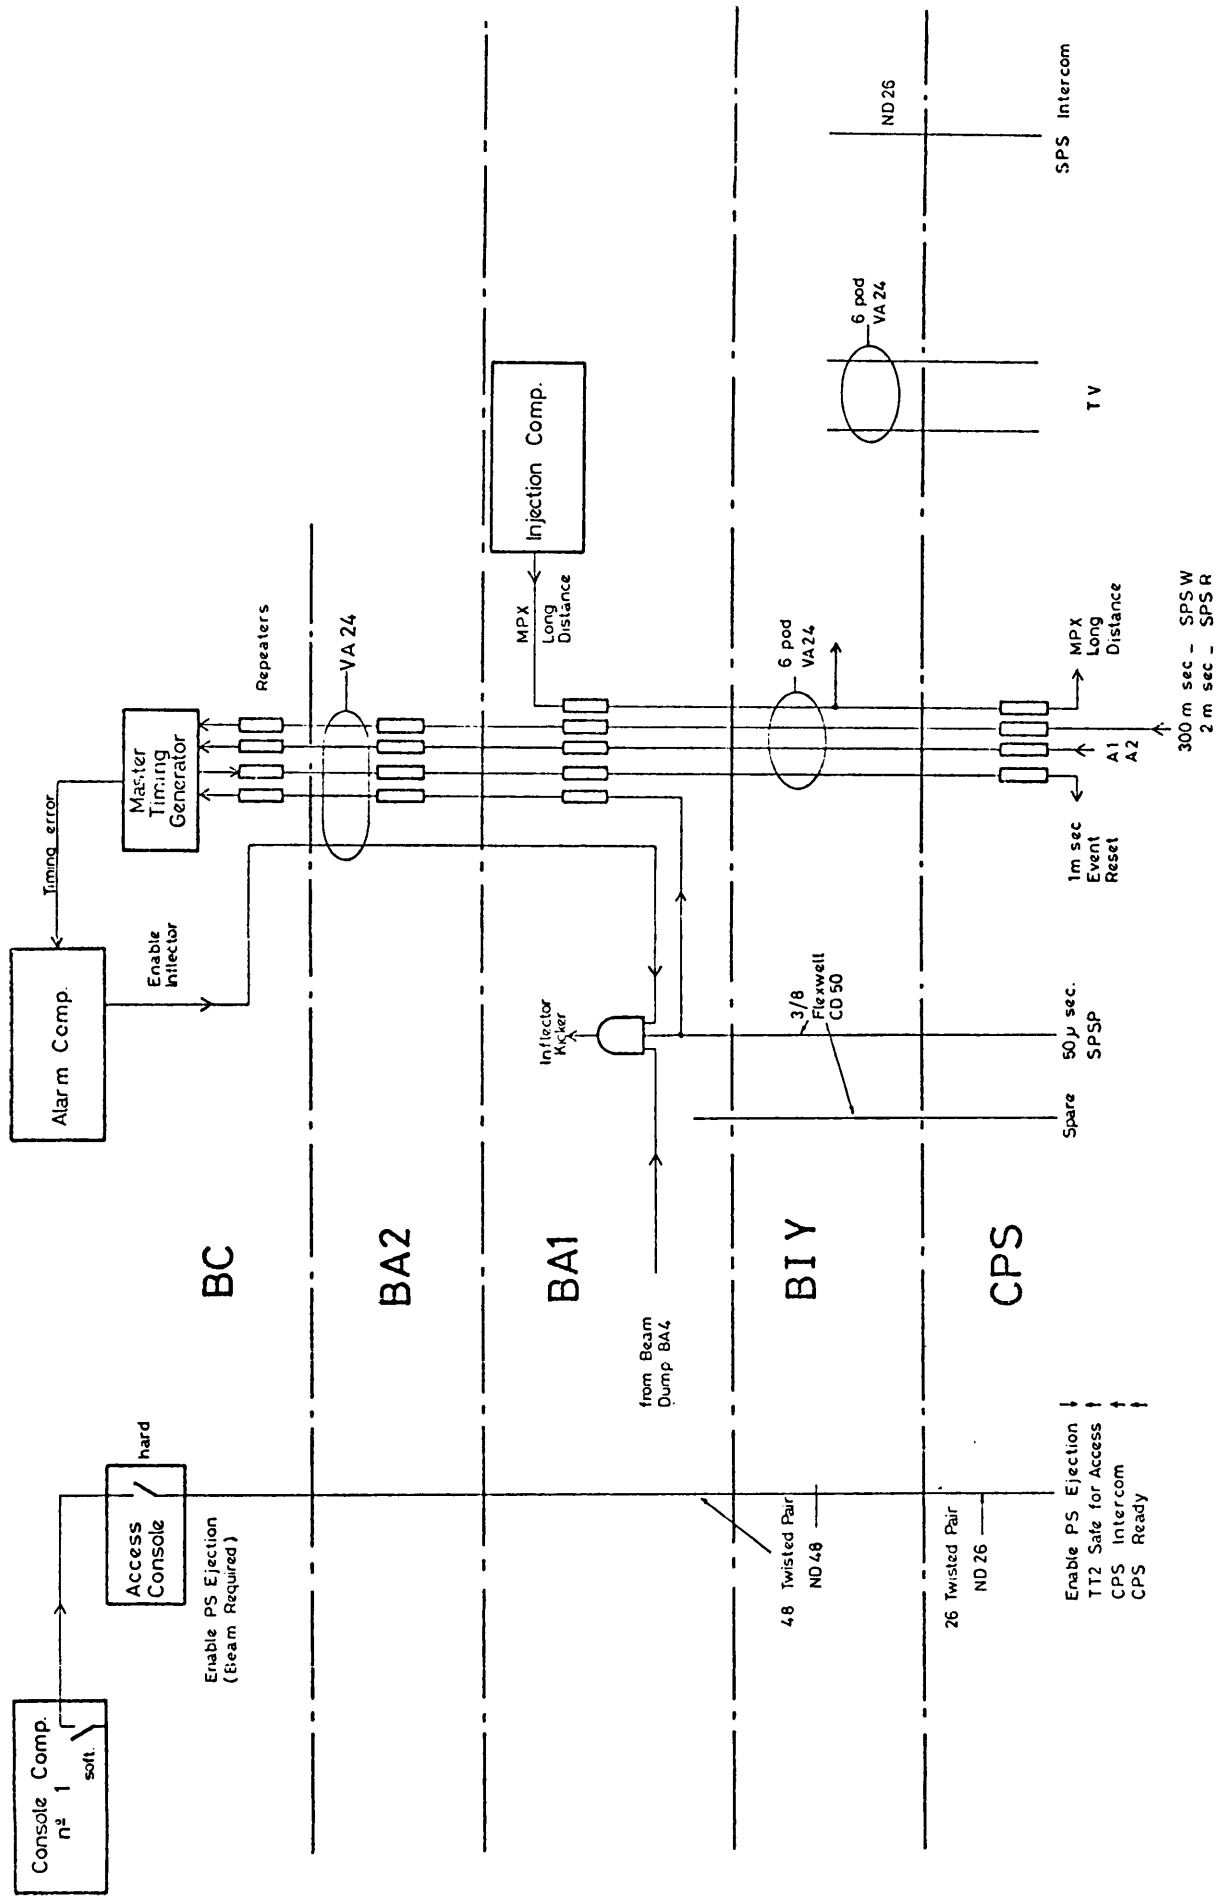 Console Comp.
nº 1
soft.
Access
Console
hard
Enable PS Ejection
(Beam Required)
Alarm Comp.
Timing error
Enable
Inflector
Master
Timing
Generator
Repeaters
BC
VA 24
BA2
BA1
from Beam
Dump BA4
Inflector
Kicker
MPX
Long
Distance
Injection Comp.
BIY
48 Twisted Pair
ND 48
3/8
Flexwell
CD 50
6 pod
VA 24
6 pod
VA 24
ND 26
CPS
26 Twisted Pair
ND 26
Enable PS Ejection ↓
TT2 Safe for Access ↑
CPS Intercom ↑
CPS Ready ↑
Spare
50 µ sec.
SPSP
1m sec
Event
Reset
A1
A2
MPX
Long
Distance
300 m sec - SPS W
2 m sec - SPS R
TV
SPS Intercom